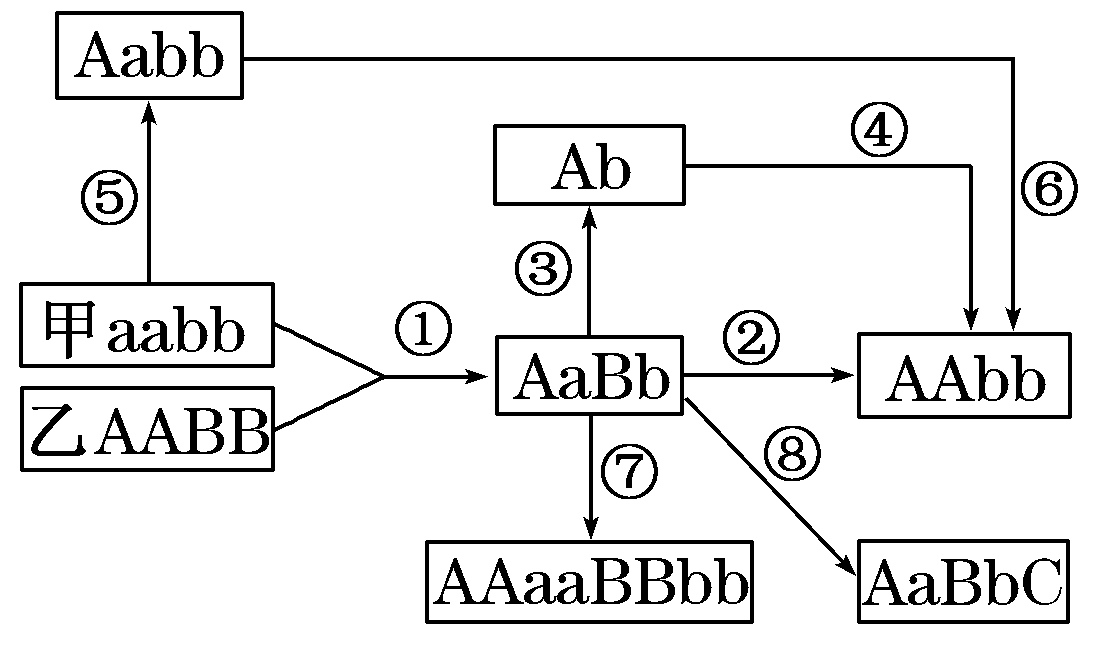 Aabb
Ab
④
⑤
⑥
③
甲aabb
①
②
乙AABB
AaBb
AAbb
⑦
⑧
AAaaBBbb
AaBbC